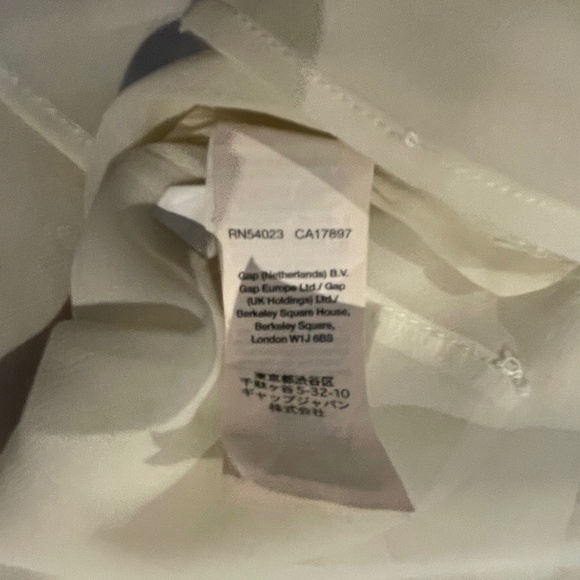 RN54023 CA17897
Gap (Netherlands) B.V.
Gap Europe Ltd./ Gap
(UK Holdings) Ltd./
Berkeley Square House,
Berkeley Square,
London W1J 6BS
東京都渋谷区
千駄ヶ谷5-32-10
ギャップジャパン
株式会社